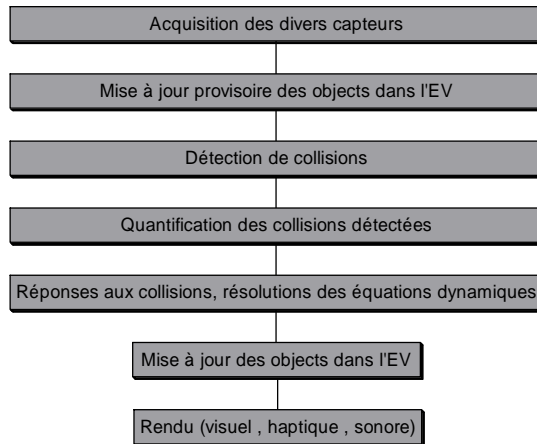 Acquisition des divers capteurs
Mise à jour provisoire des objects dans l'EV
Détection de collisions
Quantification des collisions détectées
Réponses aux collisions, résolutions des équations dynamiques
Mise à jour des objects dans l'EV
Rendu (visuel , haptique , sonore)